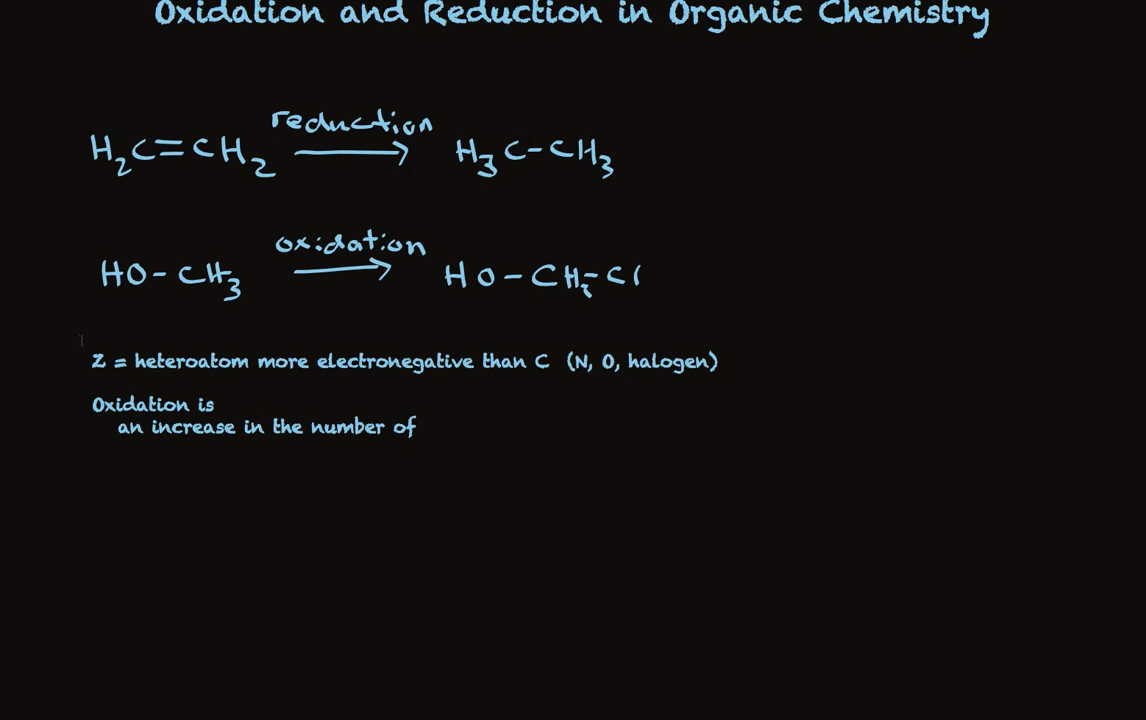 Oxidation and Reduction in Organic Chemistry
reduction
H₂C=CH₂ → H₃C-CH₃
oxidation
HO-CH₃ → HO-CH₂-Cl
Z = heteroatom more electronegative than C (N, O, halogen)
Oxidation is
an increase in the number of